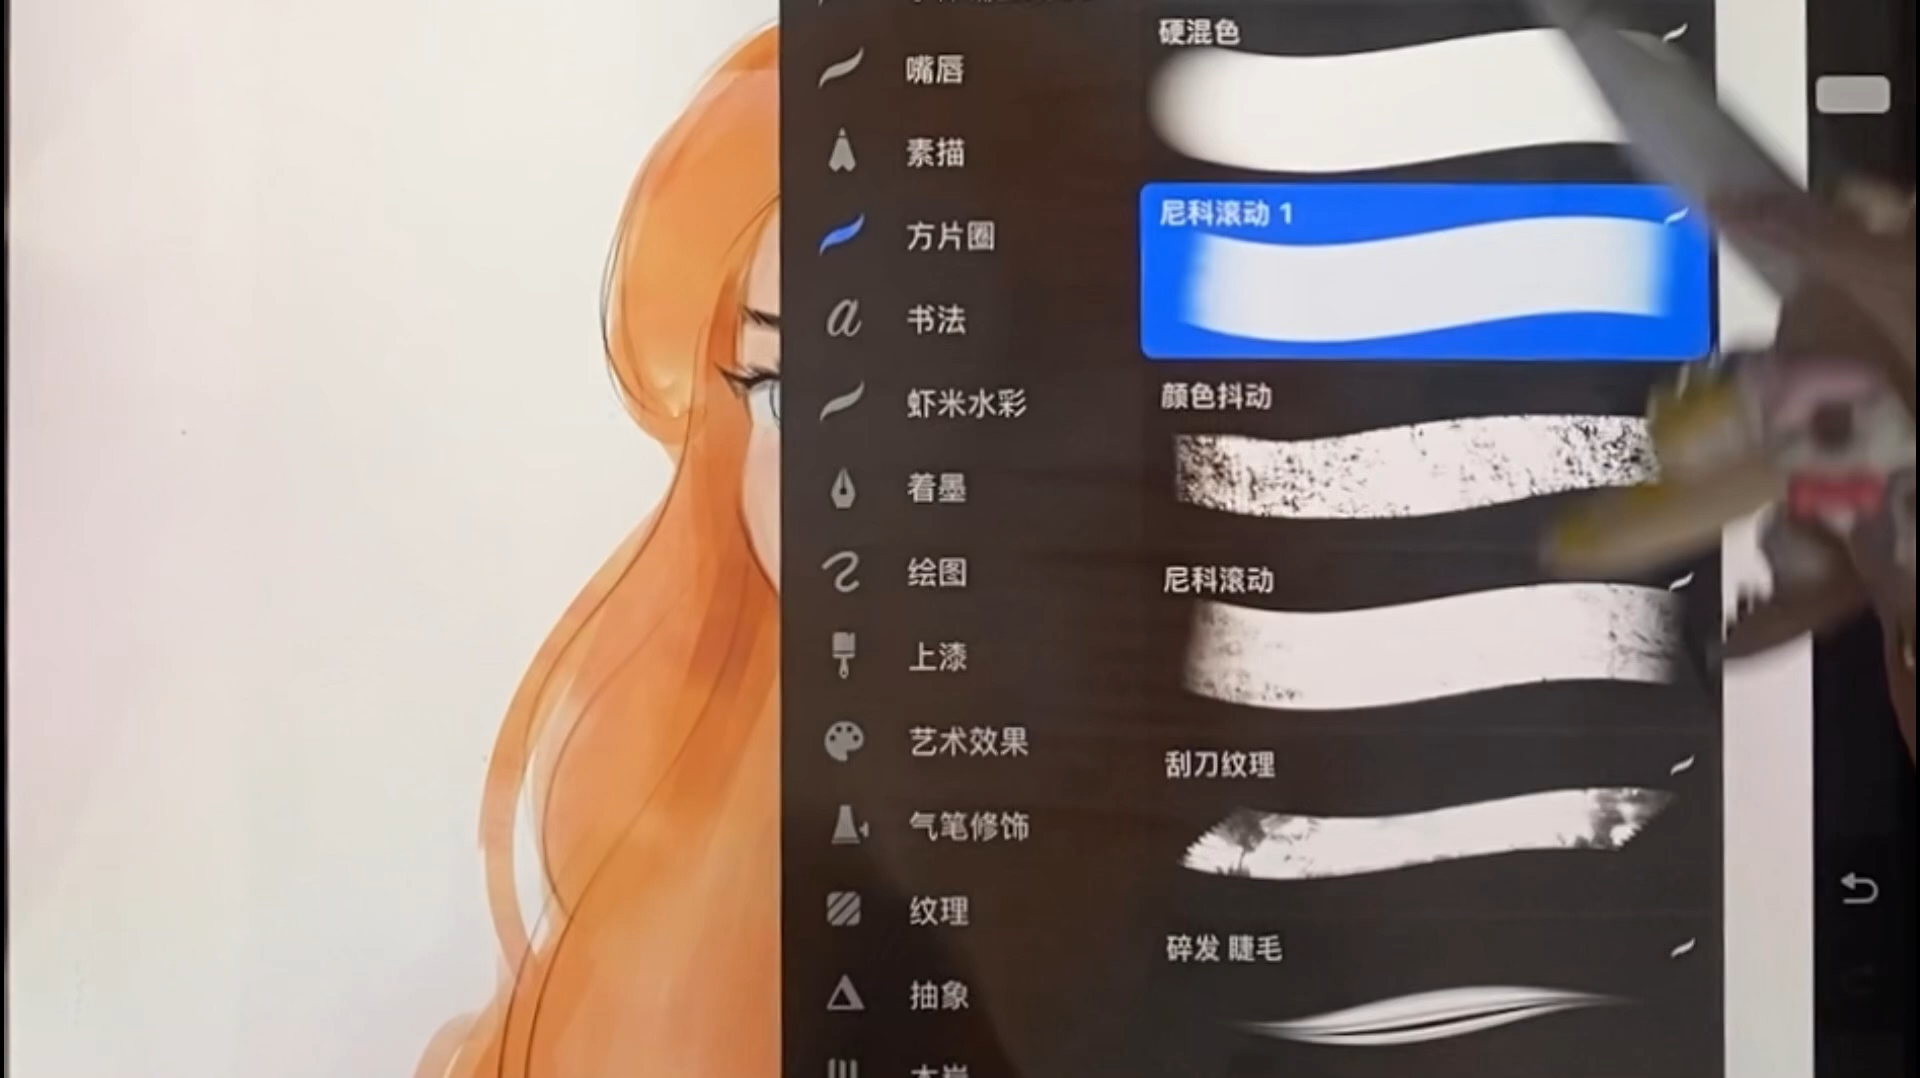 嘴唇
素描
方片圈
书法
虾米水彩
着墨
绘图
上漆
艺术效果
气笔修饰
纹理
抽象
硬混色
尼科滚动 1
颜色抖动
尼科滚动
刮刀纹理
碎发 睫毛